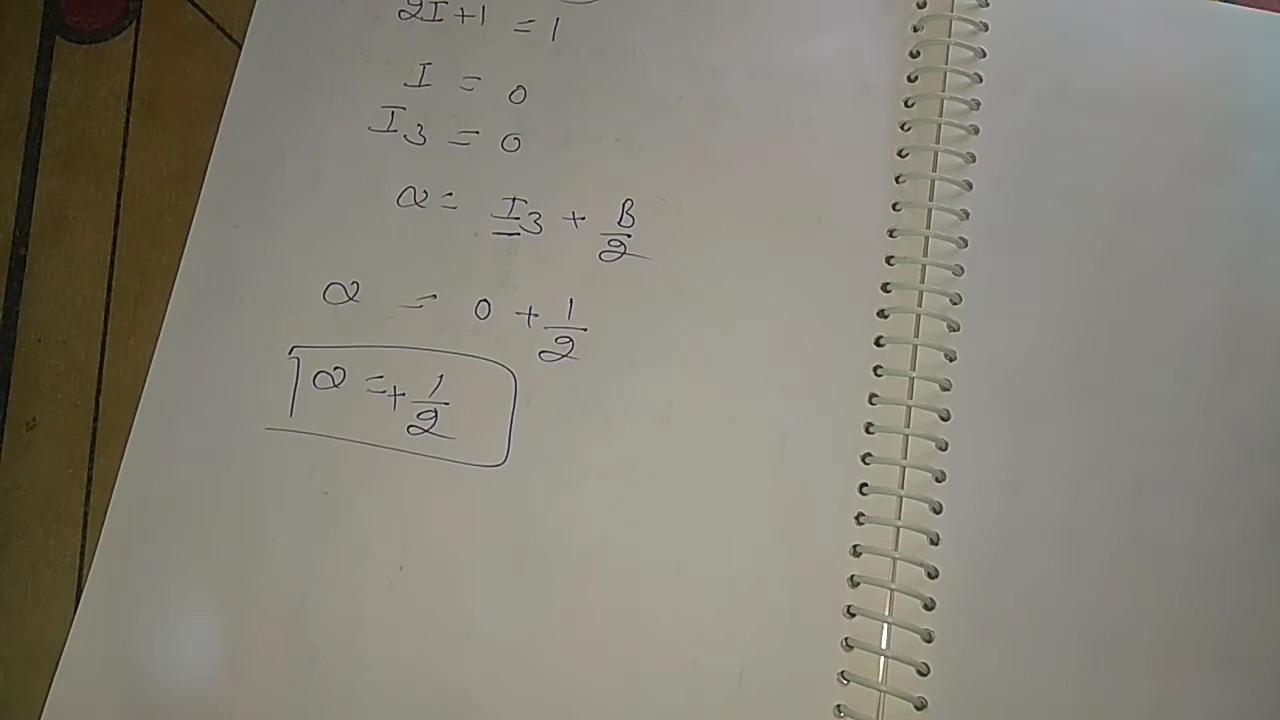 2I+1 = 1
I = 0
I3 = 0
Q = I3 + B/2
Q = 0 + 1/2
Q = + 1/2